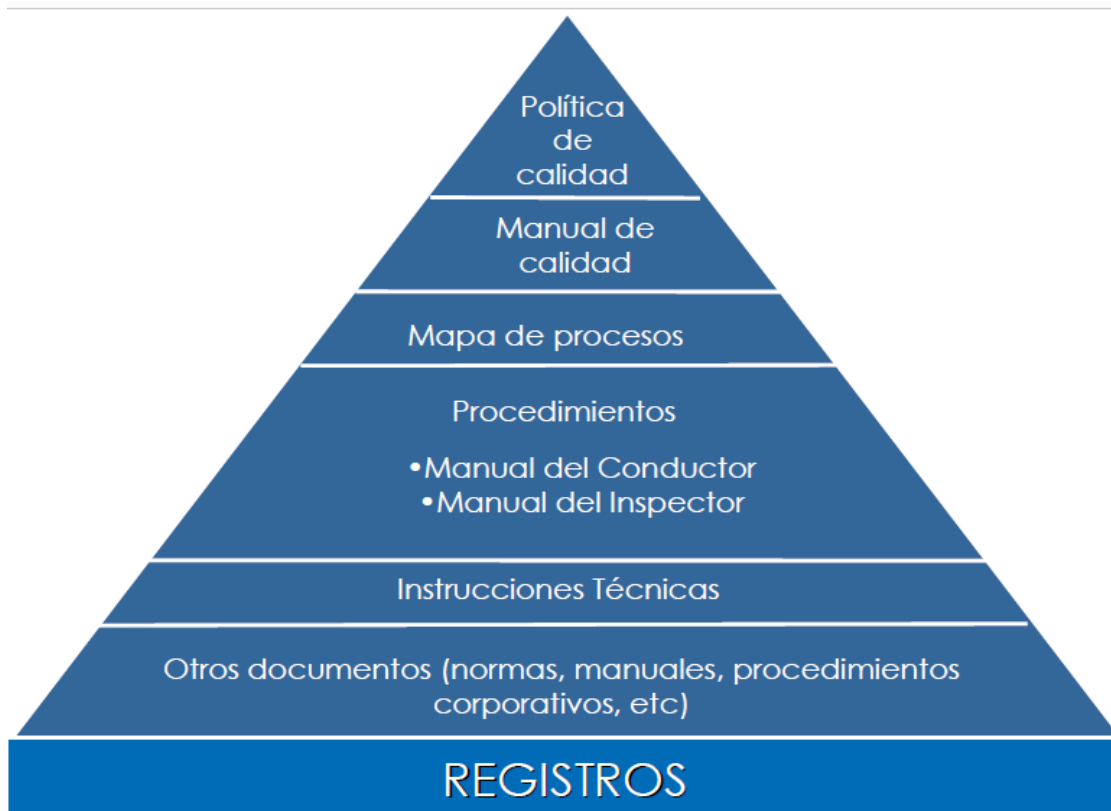 Política
de
calidad
Manual de
calidad
Mapa de procesos
Procedimientos
•Manual del Conductor
•Manual del Inspector
Instrucciones Técnicas
Otros documentos (normas, manuales, procedimientos
corporativos, etc)
REGISTROS